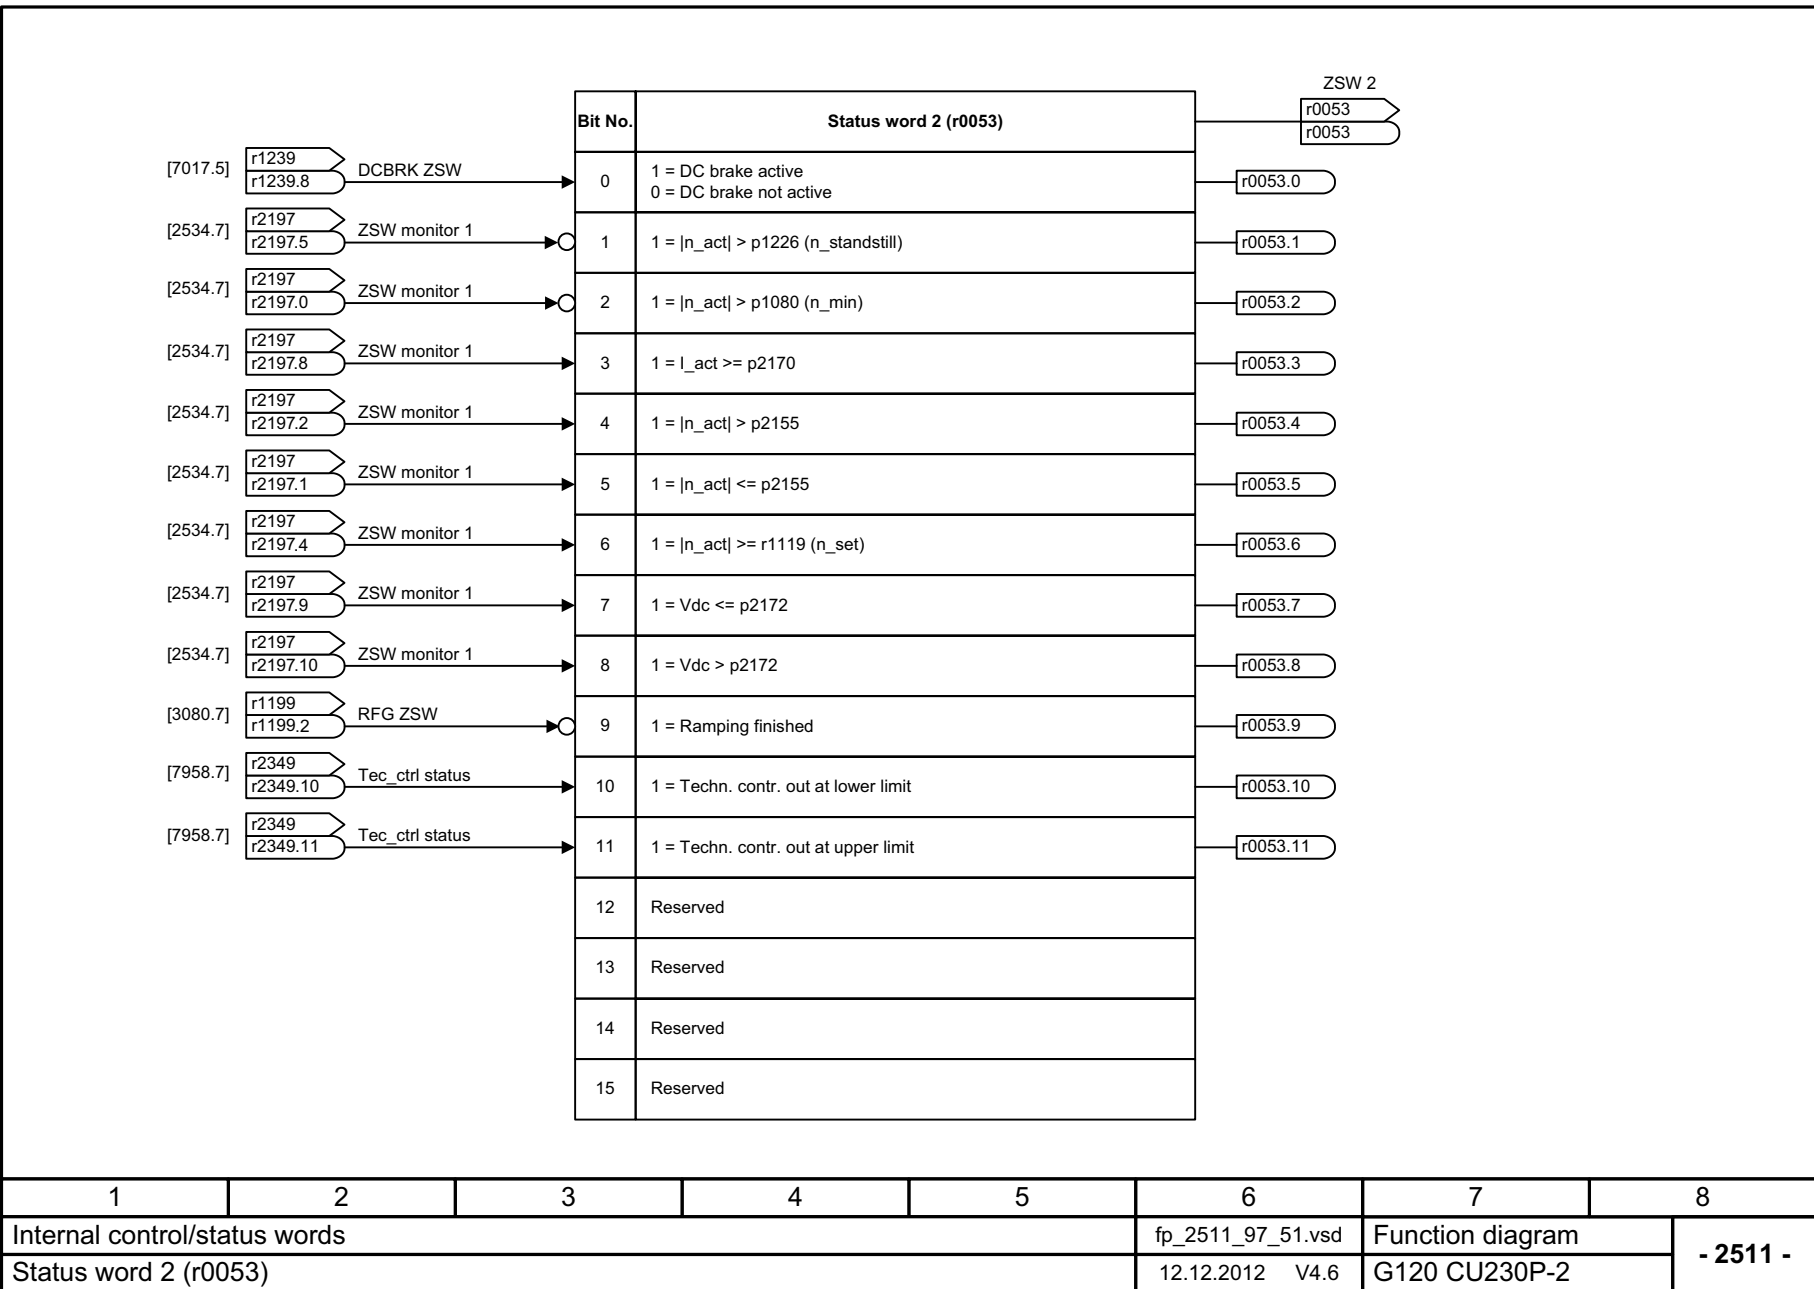 ZSW 2
r0053
r0053
Bit No. Status word 2 (r0053)
[7017.5] r1239
r1239.8 DCBRK ZSW 0 1 = DC brake active
0 = DC brake not active r0053.0
[2534.7] r2197
r2197.5 ZSW monitor 1 1 1 = |n_act| > p1226 (n_standstill) r0053.1
[2534.7] r2197
r2197.0 ZSW monitor 1 2 1 = |n_act| > p1080 (n_min) r0053.2
[2534.7] r2197
r2197.8 ZSW monitor 1 3 1 = I_act >= p2170 r0053.3
[2534.7] r2197
r2197.2 ZSW monitor 1 4 1 = |n_act| > p2155 r0053.4
[2534.7] r2197
r2197.1 ZSW monitor 1 5 1 = |n_act| <= p2155 r0053.5
[2534.7] r2197
r2197.4 ZSW monitor 1 6 1 = |n_act| >= r1119 (n_set) r0053.6
[2534.7] r2197
r2197.9 ZSW monitor 1 7 1 = Vdc <= p2172 r0053.7
[2534.7] r2197
r2197.10 ZSW monitor 1 8 1 = Vdc > p2172 r0053.8
[3080.7] r1199
r1199.2 RFG ZSW 9 1 = Ramping finished r0053.9
[7958.7] r2349
r2349.10 Tec_ctrl status 10 1 = Techn. contr. out at lower limit r0053.10
[7958.7] r2349
r2349.11 Tec_ctrl status 11 1 = Techn. contr. out at upper limit r0053.11
12 Reserved
13 Reserved
14 Reserved
15 Reserved
1 2 3 4 5 6 7 8
Internal control/status words fp_2511_97_51.vsd Function diagram - 2511 -
Status word 2 (r0053) 12.12.2012 V4.6 G120 CU230P-2